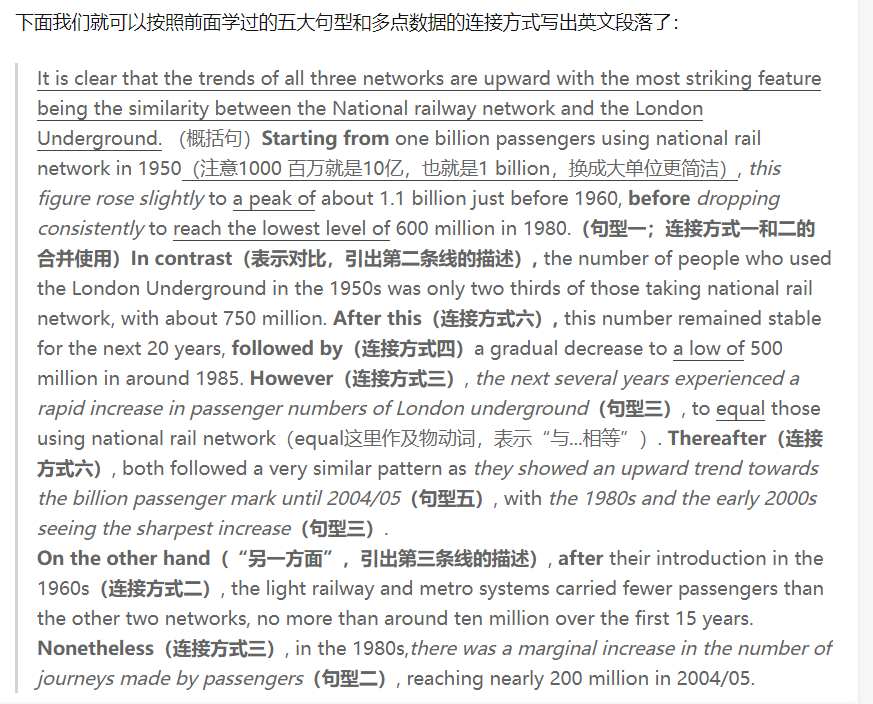 下面我们就可以按照前面学过的五大句型和多点数据的连接方式写出英文段落了：
It is clear that the trends of all three networks are upward with the most striking feature
being the similarity between the National railway network and the London
Underground. （概括句）Starting from one billion passengers using national rail
network in 1950（注意1000 百万就是10亿，也就是1 billion，换成大单位更简洁）, this
figure rose slightly to a peak of about 1.1 billion just before 1960, before dropping
consistently to reach the lowest level of 600 million in 1980.（句型一；连接方式一和二的
合并使用）In contrast（表示对比，引出第二条线的描述）, the number of people who used
the London Underground in the 1950s was only two thirds of those taking national rail
network, with about 750 million. After this（连接方式六）, this number remained stable
for the next 20 years, followed by（连接方式四）a gradual decrease to a low of 500
million in around 1985. However（连接方式三）, the next several years experienced a
rapid increase in passenger numbers of London underground（句型三）, to equal those
using national rail network（equal这里作及物动词，表示“与...相等”）. Thereafter（连接
方式六）, both followed a very similar pattern as they showed an upward trend towards
the billion passenger mark until 2004/05（句型五）, with the 1980s and the early 2000s
seeing the sharpest increase（句型三）.
On the other hand（“另一方面”，引出第三条线的描述）, after their introduction in the
1960s（连接方式二）, the light railway and metro systems carried fewer passengers than
the other two networks, no more than around ten million over the first 15 years.
Nonetheless（连接方式三）, in the 1980s,there was a marginal increase in the number of
journeys made by passengers（句型二）, reaching nearly 200 million in 2004/05.